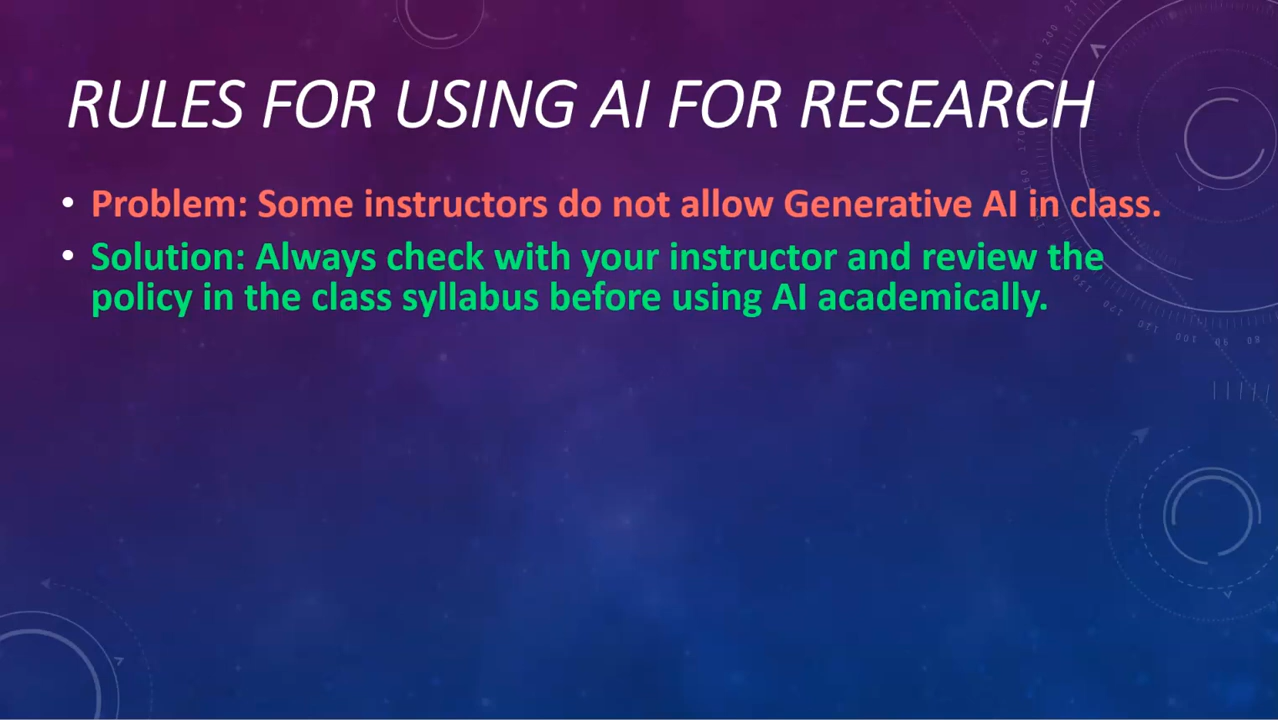 RULES FOR USING AI FOR RESEARCH
• Problem: Some instructors do not allow Generative AI in class.
• Solution: Always check with your instructor and review the
policy in the class syllabus before using AI academically.